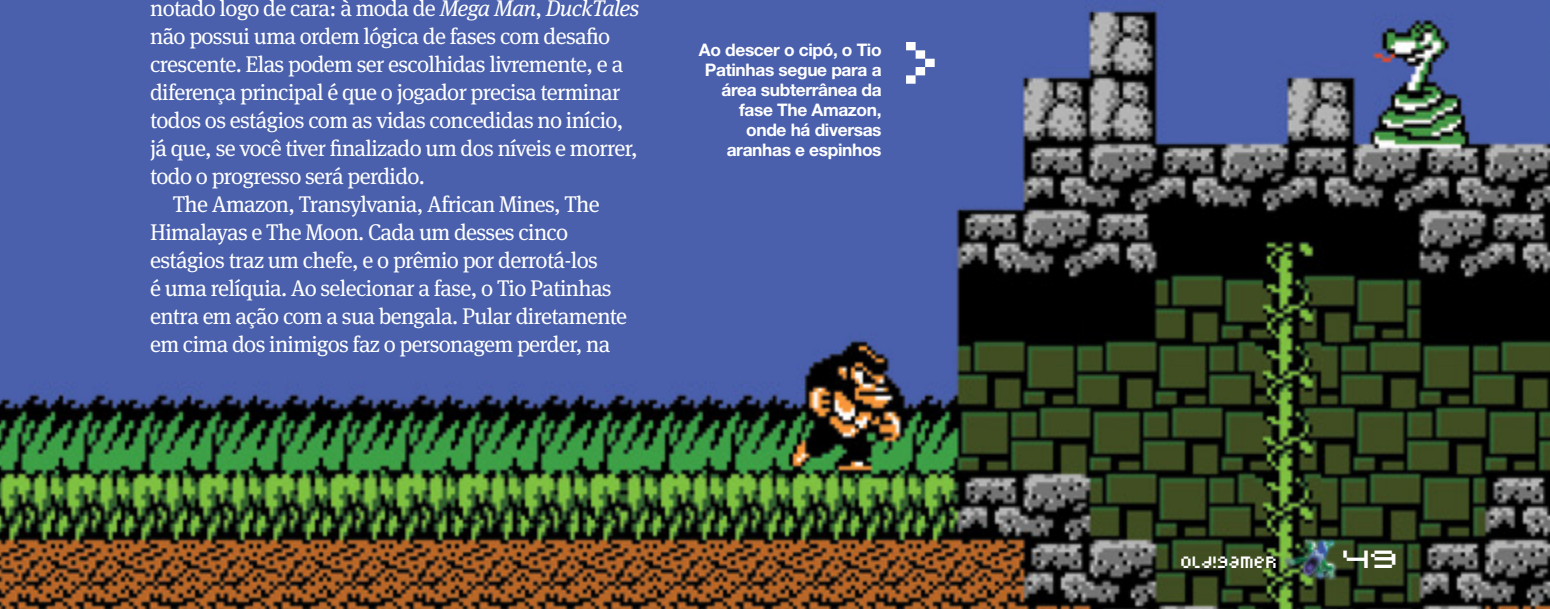 notado logo de cara: à moda de Mega Man, DuckTales
não possui uma ordem lógica de fases com desafio
crescente. Elas podem ser escolhidas livremente, e a
diferença principal é que o jogador precisa terminar
todos os estágios com as vidas concedidas no início,
já que, se você tiver finalizado um dos níveis e morrer,
todo o progresso será perdido.
The Amazon, Transylvania, African Mines, The
Himalayas e The Moon. Cada um desses cinco
estágios traz um chefe, e o prêmio por derrotá-los
é uma relíquia. Ao selecionar a fase, o Tio Patinhas
entra em ação com a sua bengala. Pular diretamente
em cima dos inimigos faz o personagem perder, na
Ao descer o cipó, o Tio
Patinhas segue para a
área subterrânea da
fase The Amazon,
onde há diversas
aranhas e espinhos
OLD!Gamer 49